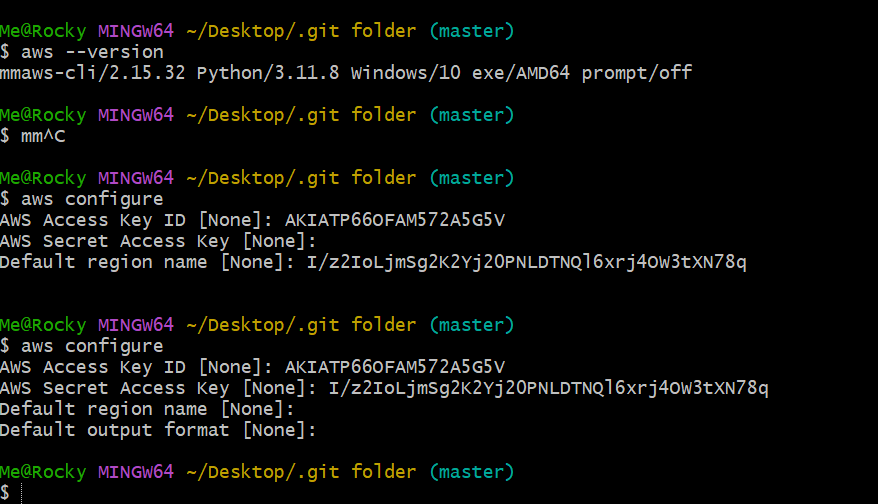 Me@Rocky MINGW64 ~/Desktop/.git folder (master)
$ aws --version
mmaws-cli/2.15.32 Python/3.11.8 Windows/10 exe/AMD64 prompt/off
Me@Rocky MINGW64 ~/Desktop/.git folder (master)
$ mm^C
Me@Rocky MINGW64 ~/Desktop/.git folder (master)
$ aws configure
AWS Access Key ID [None]: AKIATP66OFAM572A5G5V
AWS Secret Access Key [None]:
Default region name [None]: 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
Me@Rocky MINGW64 ~/Desktop/.git folder (master)
$ aws configure
AWS Access Key ID [None]: AKIATP66OFAM572A5G5V
AWS Secret Access Key [None]: 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
Default region name [None]:
Default output format [None]:
Me@Rocky MINGW64 ~/Desktop/.git folder (master)
$